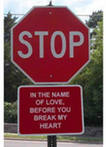 STOP
IN THE NAME
OF LOVE,
BEFORE YOU
BREAK MY
HEART